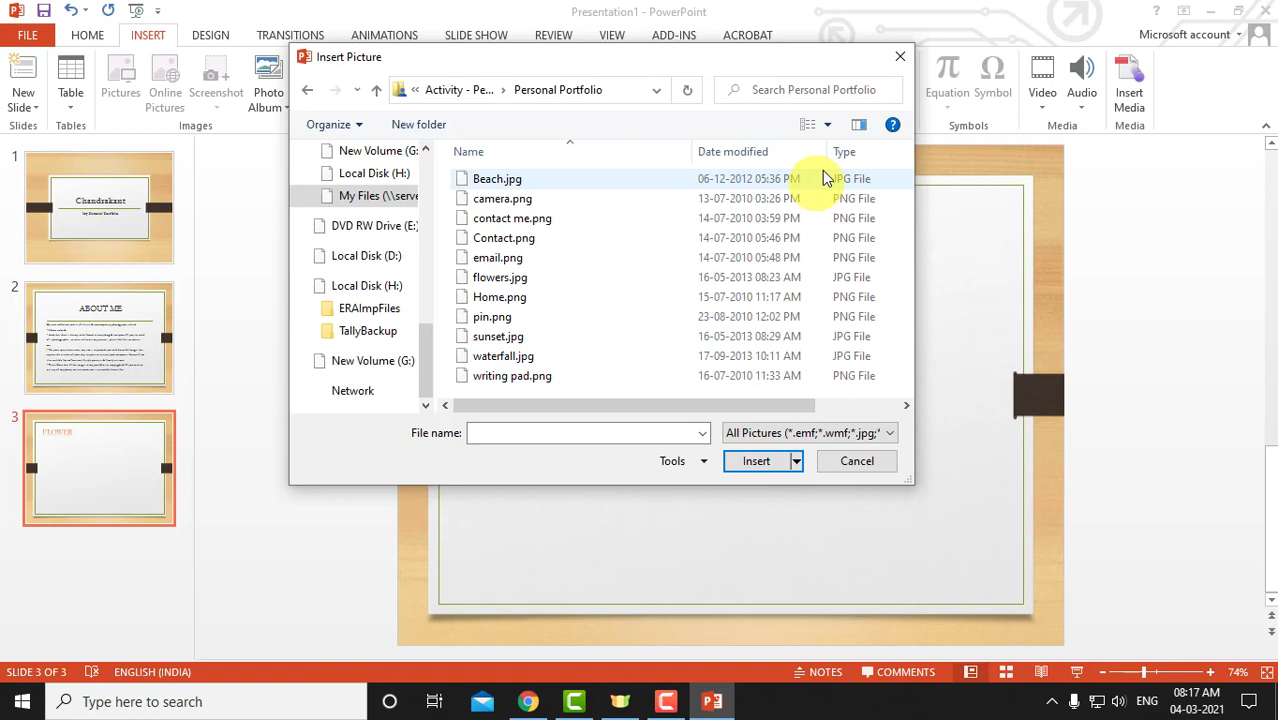 Presentation1 - PowerPoint
FILE HOME INSERT DESIGN TRANSITIONS ANIMATIONS SLIDE SHOW REVIEW VIEW ADD-INS ACROBAT Microsoft account
New Slide
Table
Pictures
Online Pictures
Screenshot
Photo Album
Equation
Symbol
Video
Audio
Insert Media
Slides Tables Images Symbols Media
Insert Picture
Activity - Pe... Personal Portfolio
Search Personal Portfolio
Organize New folder
Name Date modified Type
New Volume (G:
Local Disk (H:)
My Files (\\serve
DVD RW Drive (E:
Local Disk (D:)
Local Disk (H:)
ERAImpFiles
TallyBackup
New Volume (G:)
Network
Beach.jpg 06-12-2012 05:36 PM JPG File
camera.png 13-07-2010 03:26 PM PNG File
contact me.png 14-07-2010 03:59 PM PNG File
Contact.png 14-07-2010 05:46 PM PNG File
email.png 14-07-2010 05:48 PM PNG File
flowers.jpg 16-05-2013 08:23 AM JPG File
Home.png 15-07-2010 11:17 AM PNG File
pin.png 23-08-2010 12:02 PM PNG File
sunset.jpg 16-05-2013 08:29 AM JPG File
waterfall.jpg 17-09-2013 10:11 AM JPG File
writing pad.png 16-07-2010 11:33 AM PNG File
File name:
All Pictures (*.emf;*.wmf;*.jpg;*
Tools Insert Cancel
1
Chandrakant
2
ABOUT ME
3
FLOWER
SLIDE 3 OF 3 ENGLISH (INDIA) NOTES COMMENTS 74%
Type here to search
ENG
08:17 AM
04-03-2021